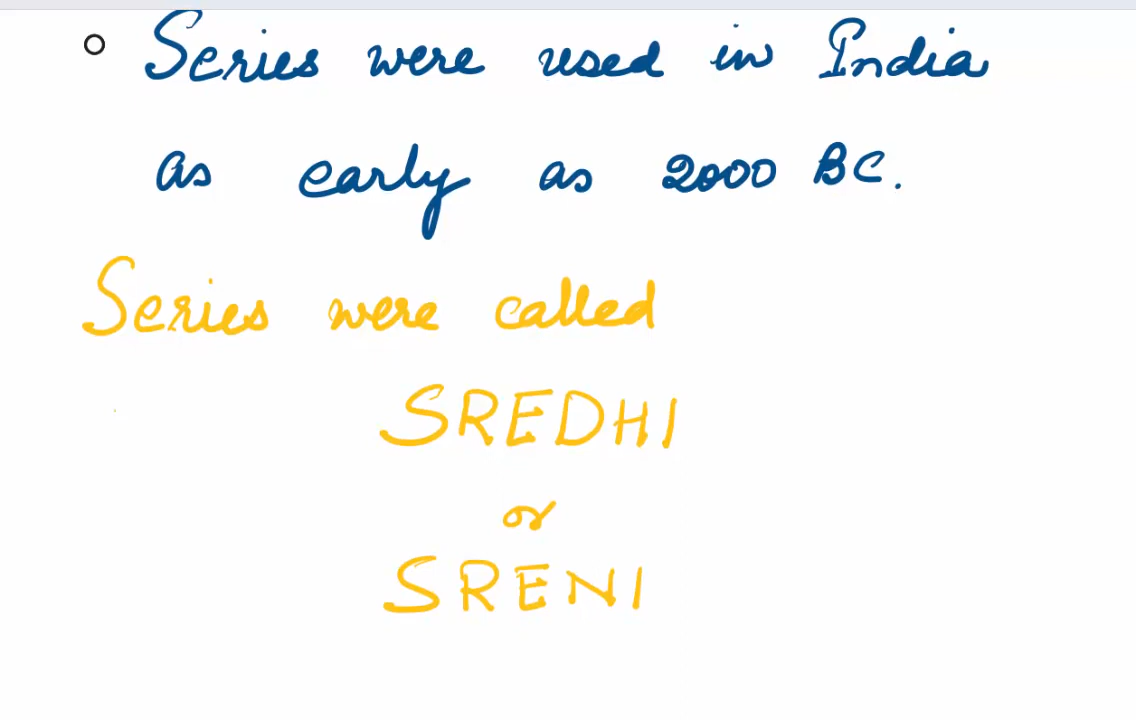 Series were used in India
as early as 2000 BC.
Series were called
SREDHI
or
SRENI